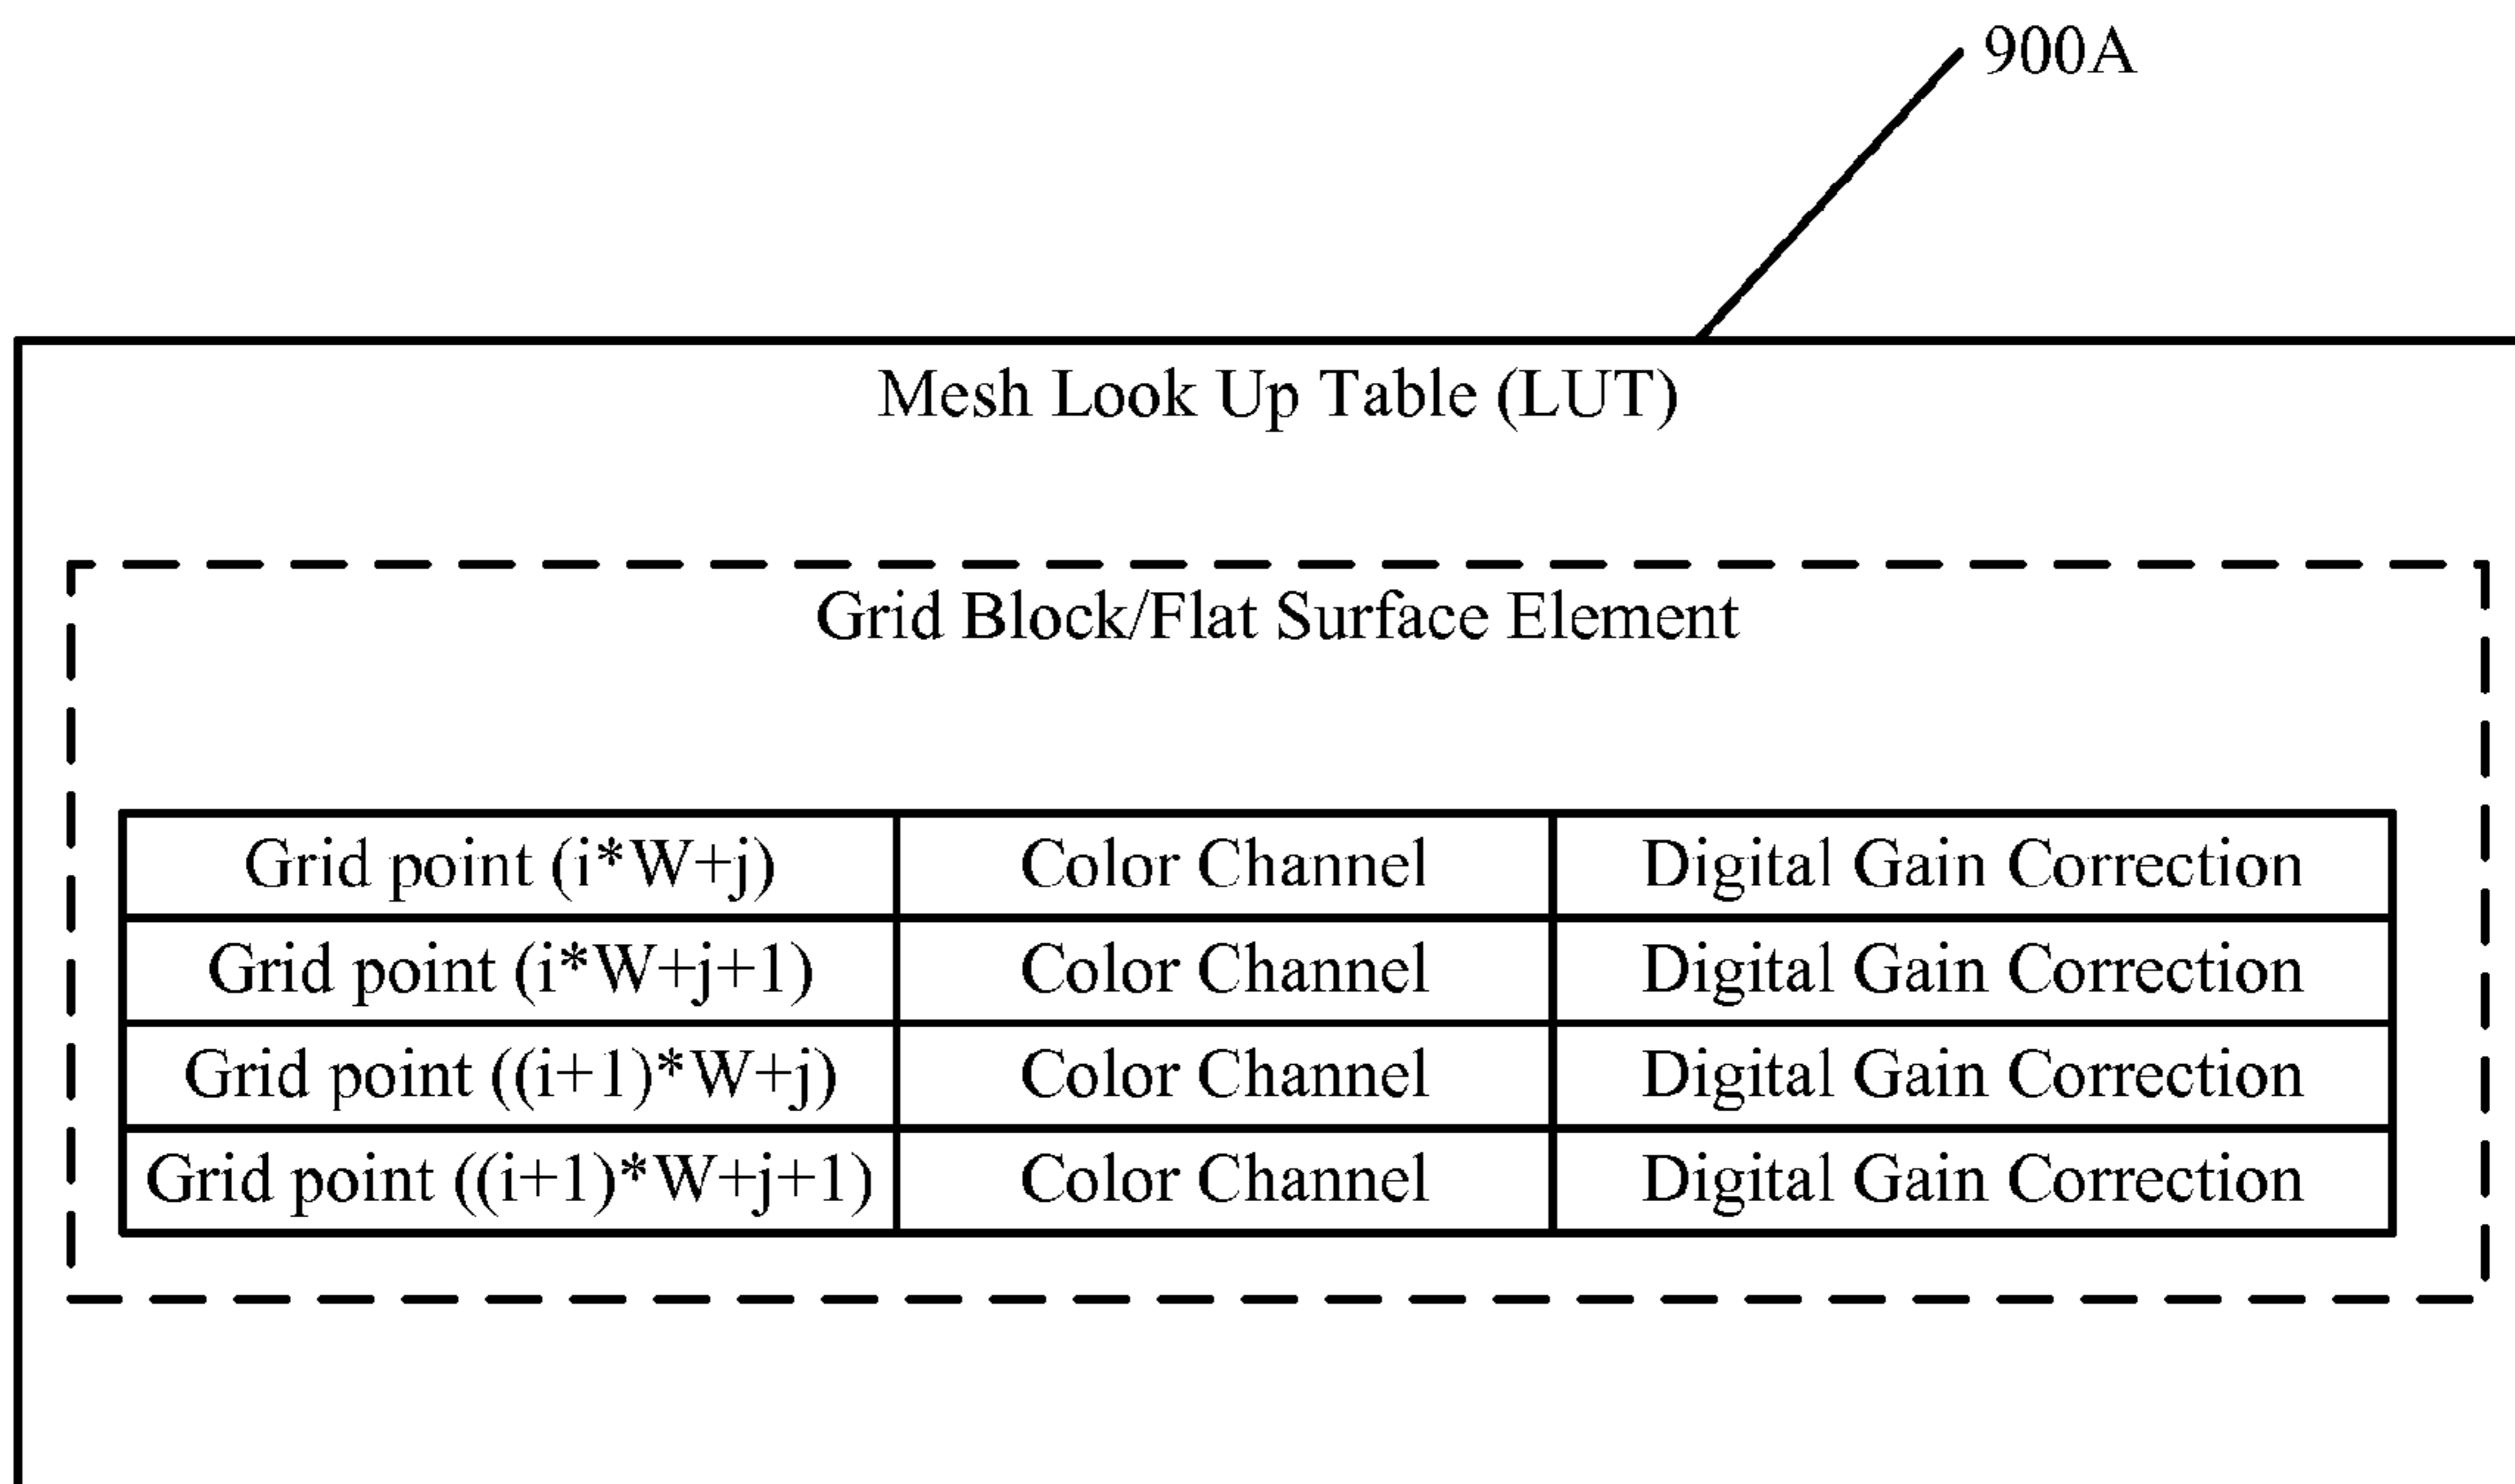 900A
Mesh Look Up Table (LUT)
Grid Block/Flat Surface Element
Grid point (i*W+j) Color Channel Digital Gain Correction
Grid point (i*W+j+1) Color Channel Digital Gain Correction
Grid point ((i+1)*W+j) Color Channel Digital Gain Correction
Grid point ((i+1)*W+j+1) Color Channel Digital Gain Correction